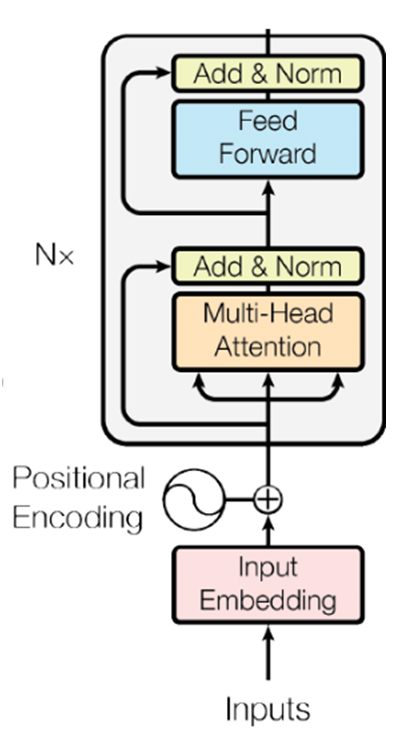 Add & Norm
Feed
Forward
N×
Add & Norm
Multi-Head
Attention
Positional
Encoding
Input
Embedding
Inputs